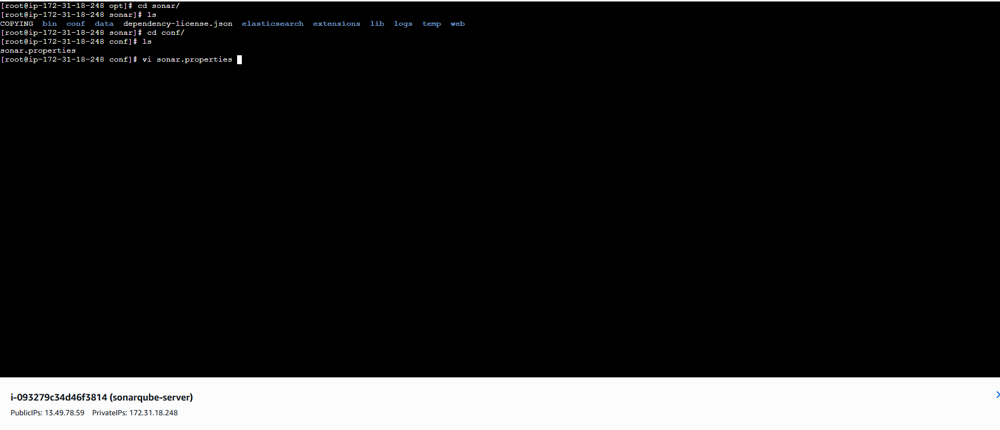 [root@ip-172-31-18-248 opt]# cd sonar/
[root@ip-172-31-18-248 sonar]# ls
COPYING  bin  conf  data  dependency-license.json  elasticsearch  extensions  lib  logs  temp  web
[root@ip-172-31-18-248 sonar]# cd conf/
[root@ip-172-31-18-248 conf]# ls
sonar.properties
[root@ip-172-31-18-248 conf]# vi sonar.properties
i-093279c34d46f3814 (sonarqube-server)
PublicIPs: 13.49.78.59    PrivateIPs: 172.31.18.248